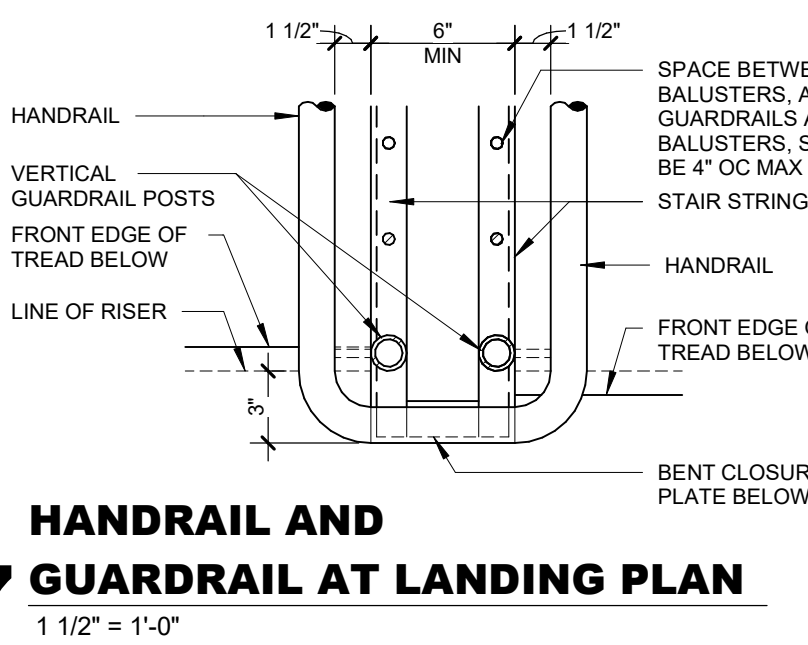 1 1/2" 6" 1 1/2"
MIN
HANDRAIL
VERTICAL
GUARDRAIL POSTS
FRONT EDGE OF
TREAD BELOW
LINE OF RISER
3"
SPACE BETWE
BALUSTERS, A
GUARDRAILS A
BALUSTERS, S
BE 4" OC MAX
STAIR STRING
HANDRAIL
FRONT EDGE
TREAD BELOW
BENT CLOSUR
PLATE BELOW
HANDRAIL AND
GUARDRAIL AT LANDING PLAN
1 1/2" = 1'-0"